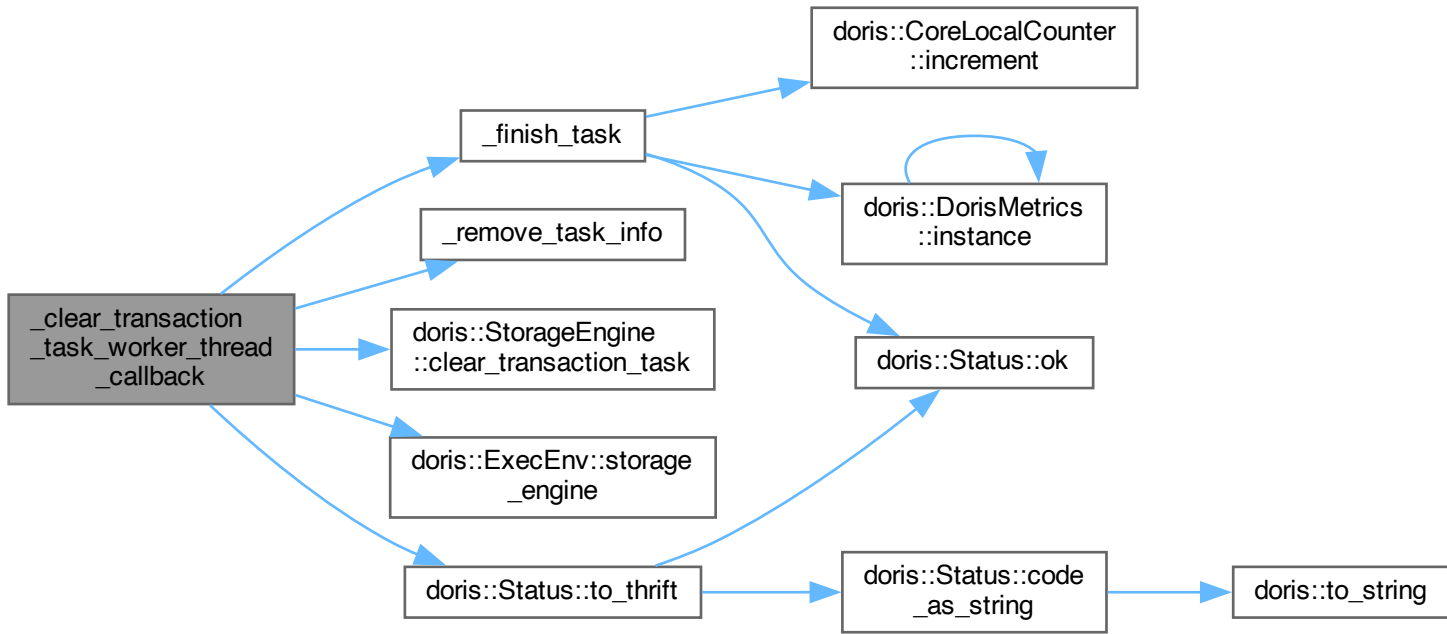 doris::CoreLocalCounter
::increment
_finish_task
doris::DorisMetrics
::instance
_remove_task_info
_clear_transaction
_task_worker_thread
_callback
doris::StorageEngine
::clear_transaction_task
doris::Status::ok
doris::ExecEnv::storage
_engine
doris::Status::to_thrift
doris::Status::code
_as_string
doris::to_string